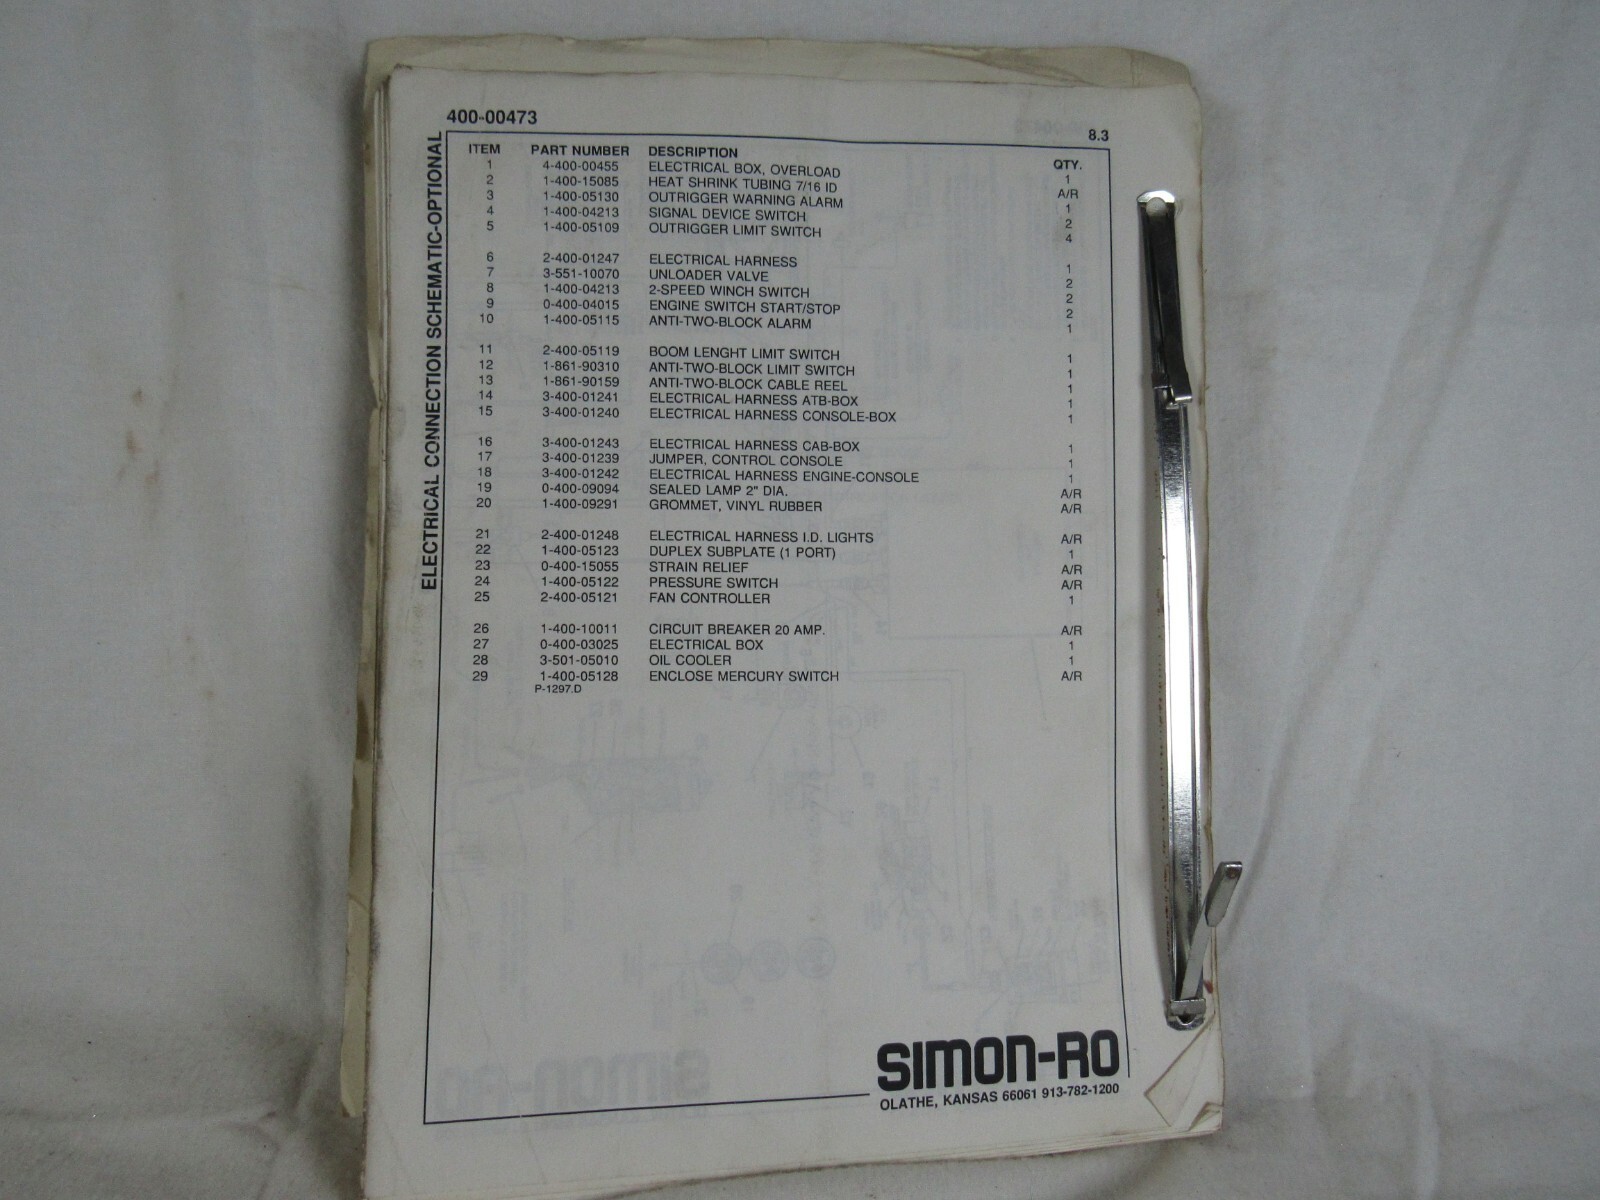 400-00473
8.3
ELECTRICAL CONNECTION SCHEMATIC-OPTIONAL
ITEM PART NUMBER DESCRIPTION QTY.
1 4-400-00455 ELECTRICAL BOX, OVERLOAD 1
2 1-400-15085 HEAT SHRINK TUBING 7/16 ID A/R
3 1-400-05130 OUTRIGGER WARNING ALARM 1
4 1-400-04213 SIGNAL DEVICE SWITCH 2
5 1-400-05109 OUTRIGGER LIMIT SWITCH 4
6 2-400-01247 ELECTRICAL HARNESS 1
7 3-551-10070 UNLOADER VALVE 2
8 1-400-04213 2-SPEED WINCH SWITCH 2
9 0-400-04015 ENGINE SWITCH START/STOP 2
10 1-400-05115 ANTI-TWO-BLOCK ALARM 1
11 2-400-05119 BOOM LENGHT LIMIT SWITCH 1
12 1-861-90310 ANTI-TWO-BLOCK LIMIT SWITCH 1
13 1-861-90159 ANTI-TWO-BLOCK CABLE REEL 1
14 3-400-01241 ELECTRICAL HARNESS ATB-BOX 1
15 3-400-01240 ELECTRICAL HARNESS CONSOLE-BOX 1
16 3-400-01243 ELECTRICAL HARNESS CAB-BOX 1
17 3-400-01239 JUMPER, CONTROL CONSOLE 1
18 3-400-01242 ELECTRICAL HARNESS ENGINE-CONSOLE 1
19 0-400-09094 SEALED LAMP 2" DIA. A/R
20 1-400-09291 GROMMET, VINYL RUBBER A/R
21 2-400-01248 ELECTRICAL HARNESS I.D. LIGHTS A/R
22 1-400-05123 DUPLEX SUBPLATE (1 PORT) 1
23 0-400-15055 STRAIN RELIEF A/R
24 1-400-05122 PRESSURE SWITCH A/R
25 2-400-05121 FAN CONTROLLER 1
26 1-400-10011 CIRCUIT BREAKER 20 AMP. A/R
27 0-400-03025 ELECTRICAL BOX 1
28 3-501-05010 OIL COOLER 1
29 1-400-05128 ENCLOSE MERCURY SWITCH A/R
P-1297.D
SIMON-RO
OLATHE, KANSAS 66061 913-782-1200